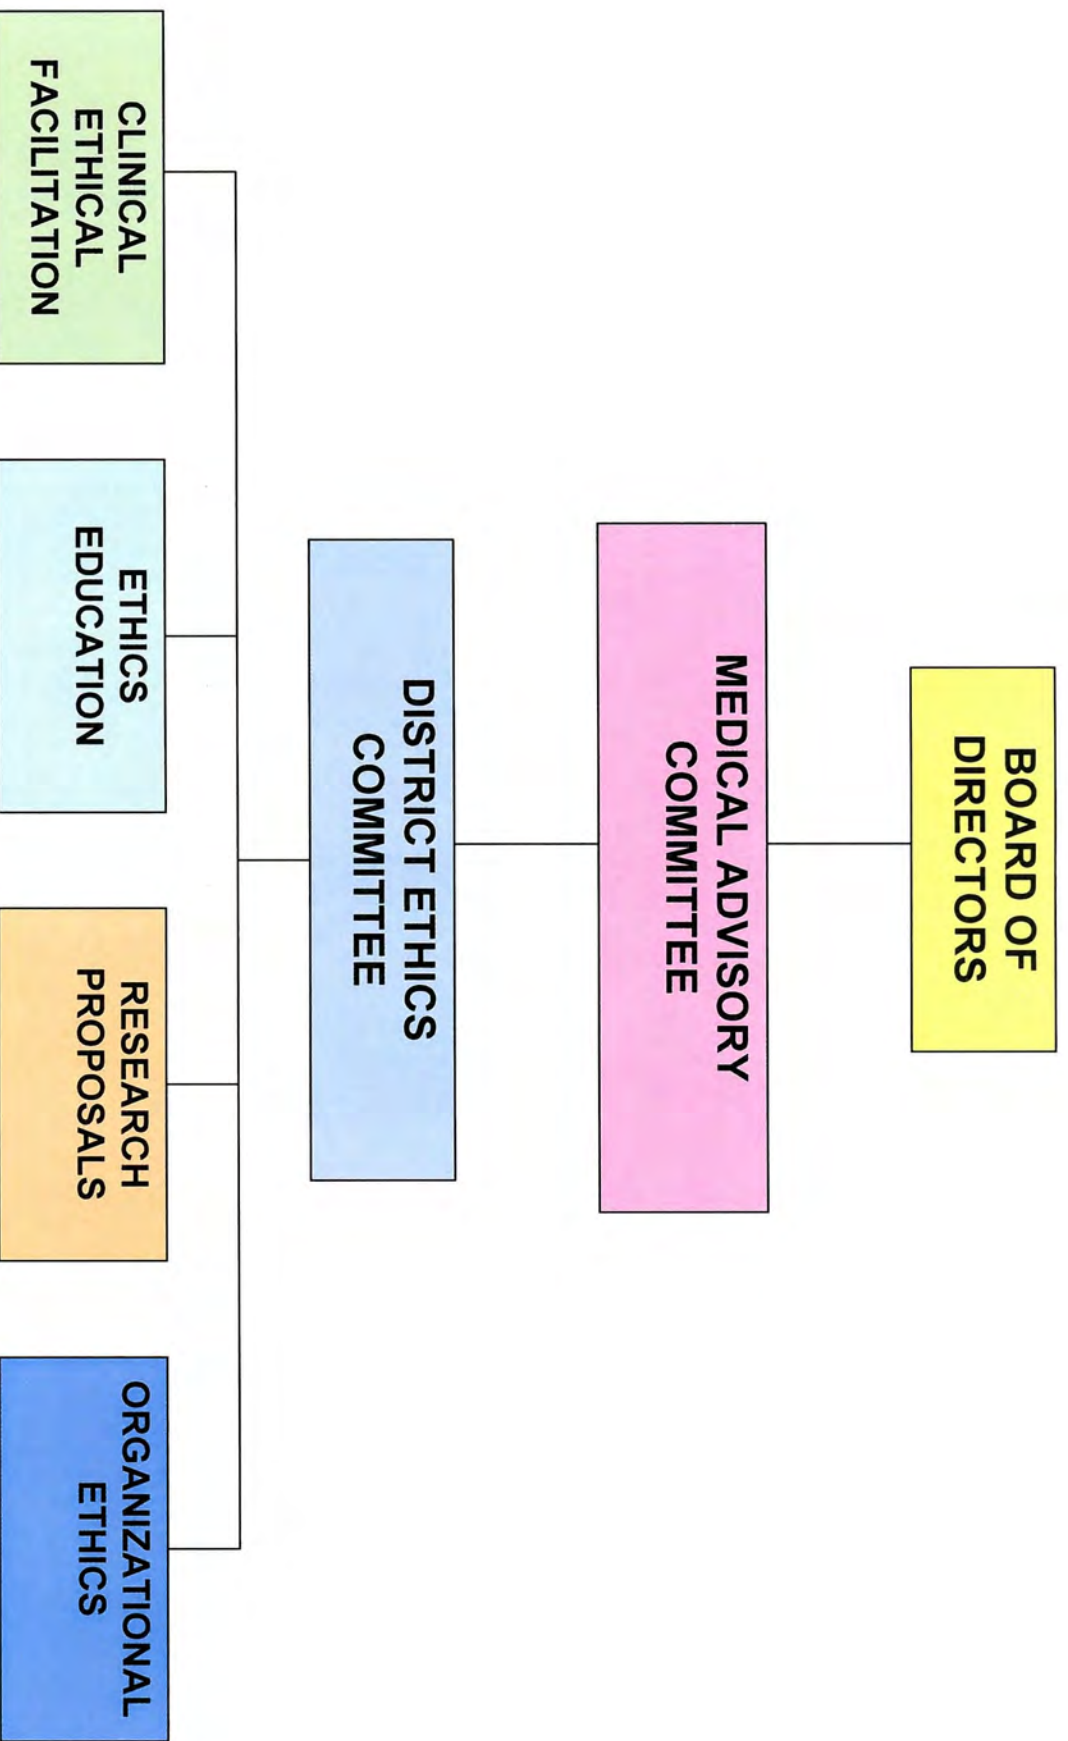 BOARD OF
DIRECTORS
MEDICAL ADVISORY
COMMITTEE
DISTRICT ETHICS
COMMITTEE
CLINICAL
ETHICAL
FACILITATION
ETHICS
EDUCATION
RESEARCH
PROPOSALS
ORGANIZATIONAL
ETHICS